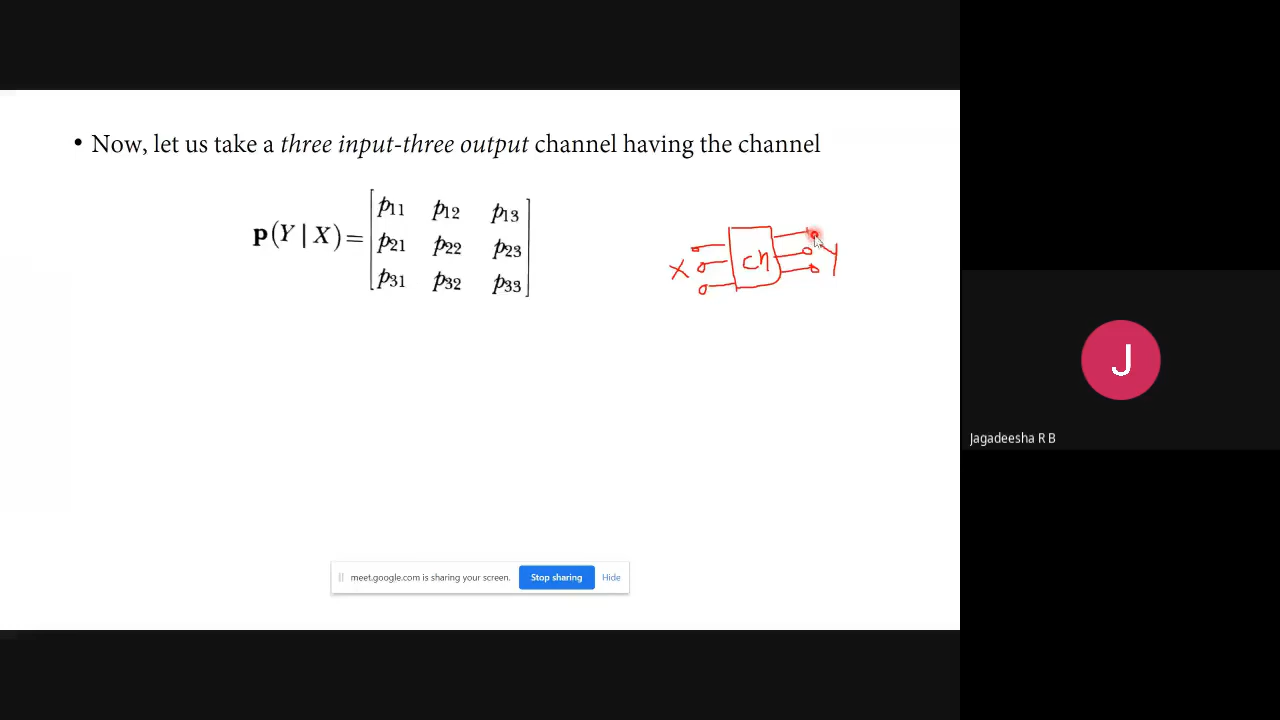 • Now, let us take a three input-three output channel having the channel
p(Y | X) = [p11 p12 p13
p21 p22 p23
p31 p32 p33]
X ch Y
J
Jagadeesha R B
meet.google.com is sharing your screen. Stop sharing Hide